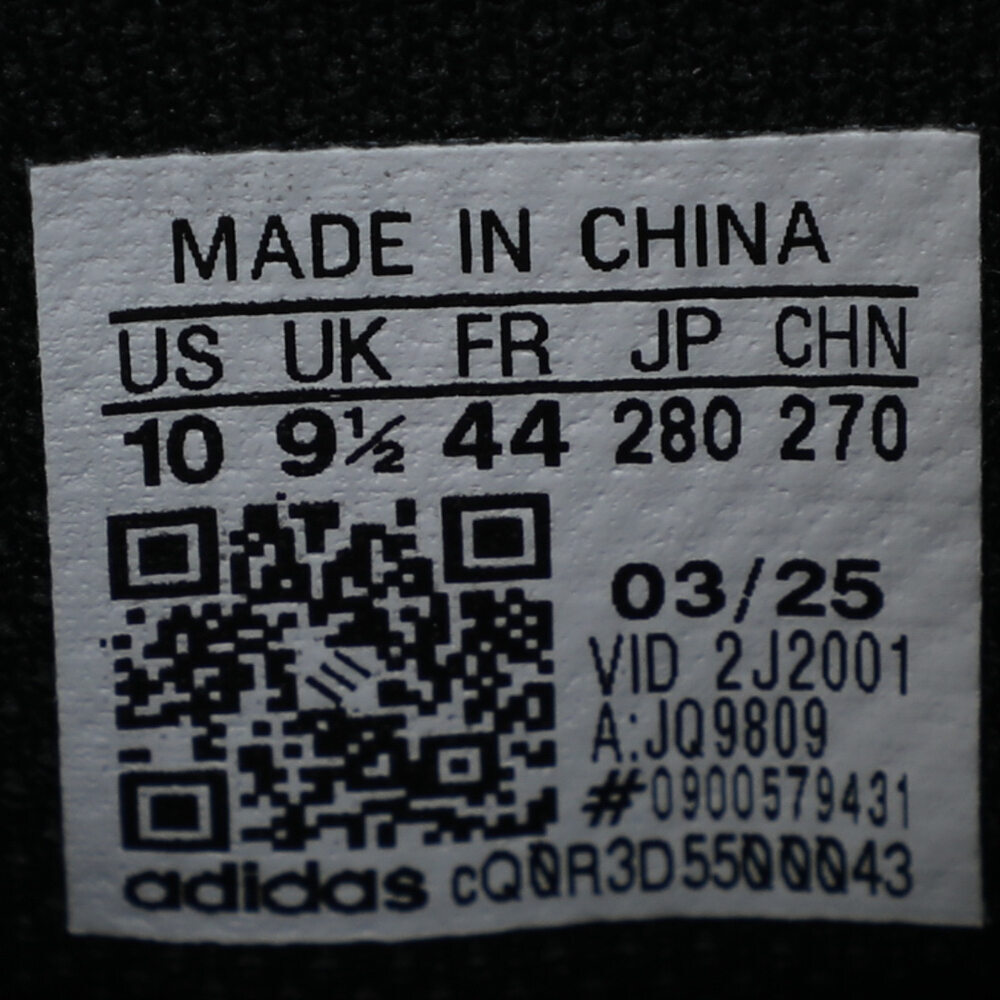 MADE IN CHINA
US UK FR JP CHN
10 9½ 44 280 270
03/25
VID 2J2001
A:JQ9809
#0900579431
adidas cQ0R3D5500043